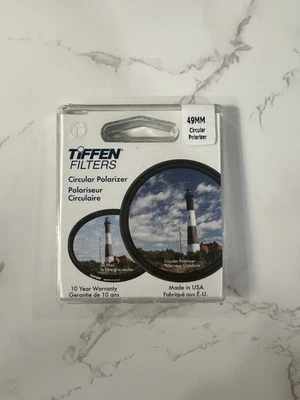 49MM
Circular
Polarizer
TIFFEN
FILTERS
Circular Polarizer
Polariseur
Circulaire
Circular Polarizer
Polariseur Circulaire
10 Year Warranty
Garantie de 10 ans
Made in USA
Fabriqué aux É.U.